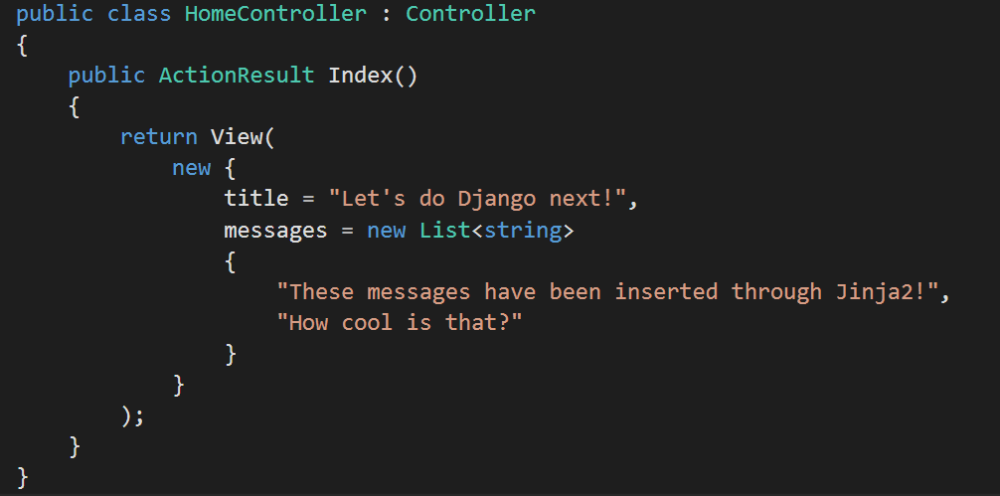 public class HomeController : Controller
{
    public ActionResult Index()
    {
        return View(
            new {
                title = "Let's do Django next!",
                messages = new List<string>
                {
                    "These messages have been inserted through Jinja2!",
                    "How cool is that?"
                }
            }
        );
    }
}